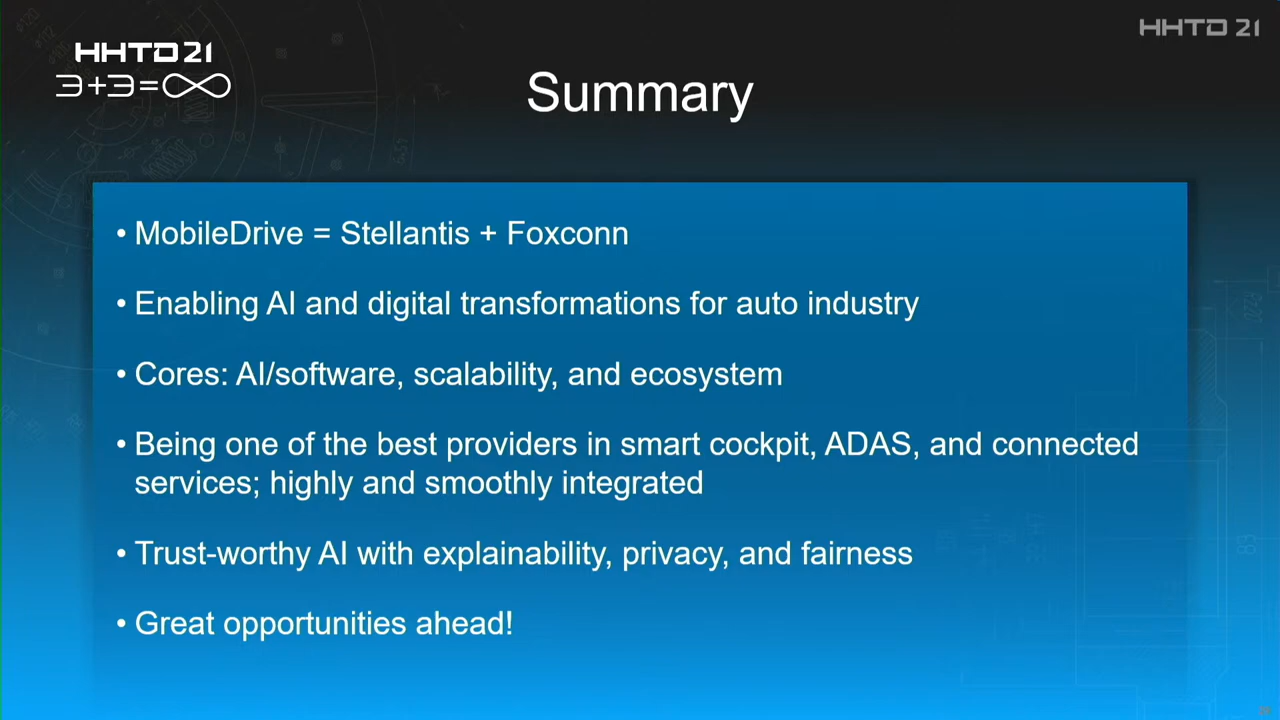 HHTD 21
HHTD 21
3+3=∞
Summary
• MobileDrive = Stellantis + Foxconn
• Enabling AI and digital transformations for auto industry
• Cores: AI/software, scalability, and ecosystem
• Being one of the best providers in smart cockpit, ADAS, and connected
services; highly and smoothly integrated
• Trust-worthy AI with explainability, privacy, and fairness
• Great opportunities ahead!